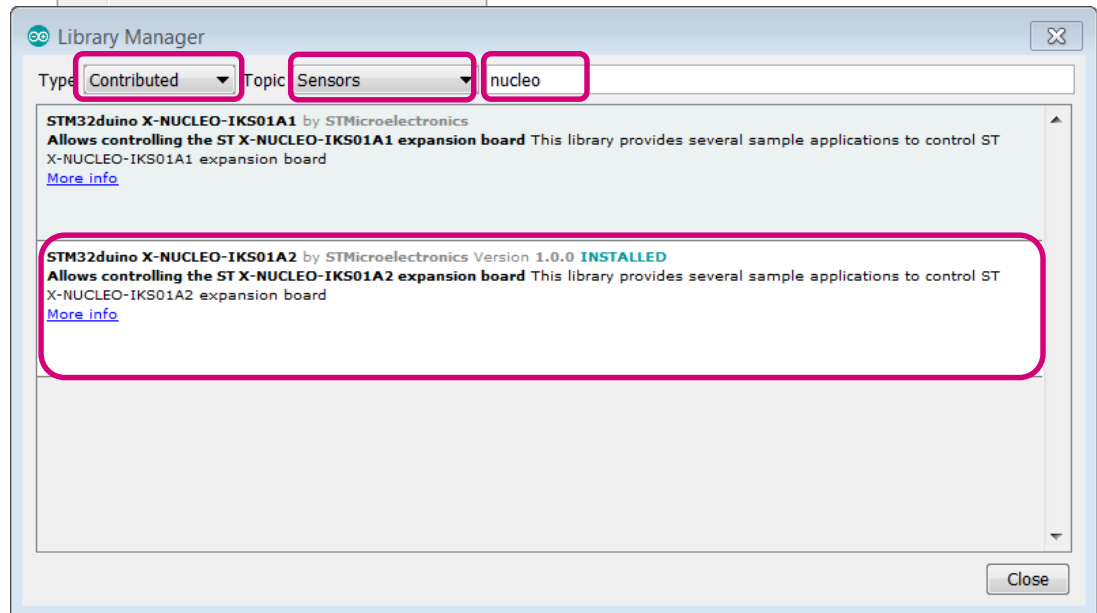 Library Manager
Type Contributed Topic Sensors nucleo
STM32duino X-NUCLEO-IKS01A1 by STMicroelectronics
Allows controlling the ST X-NUCLEO-IKS01A1 expansion board This library provides several sample applications to control ST
X-NUCLEO-IKS01A1 expansion board
More info
STM32duino X-NUCLEO-IKS01A2 by STMicroelectronics Version 1.0.0 INSTALLED
Allows controlling the ST X-NUCLEO-IKS01A2 expansion board This library provides several sample applications to control ST
X-NUCLEO-IKS01A2 expansion board
More info
Close